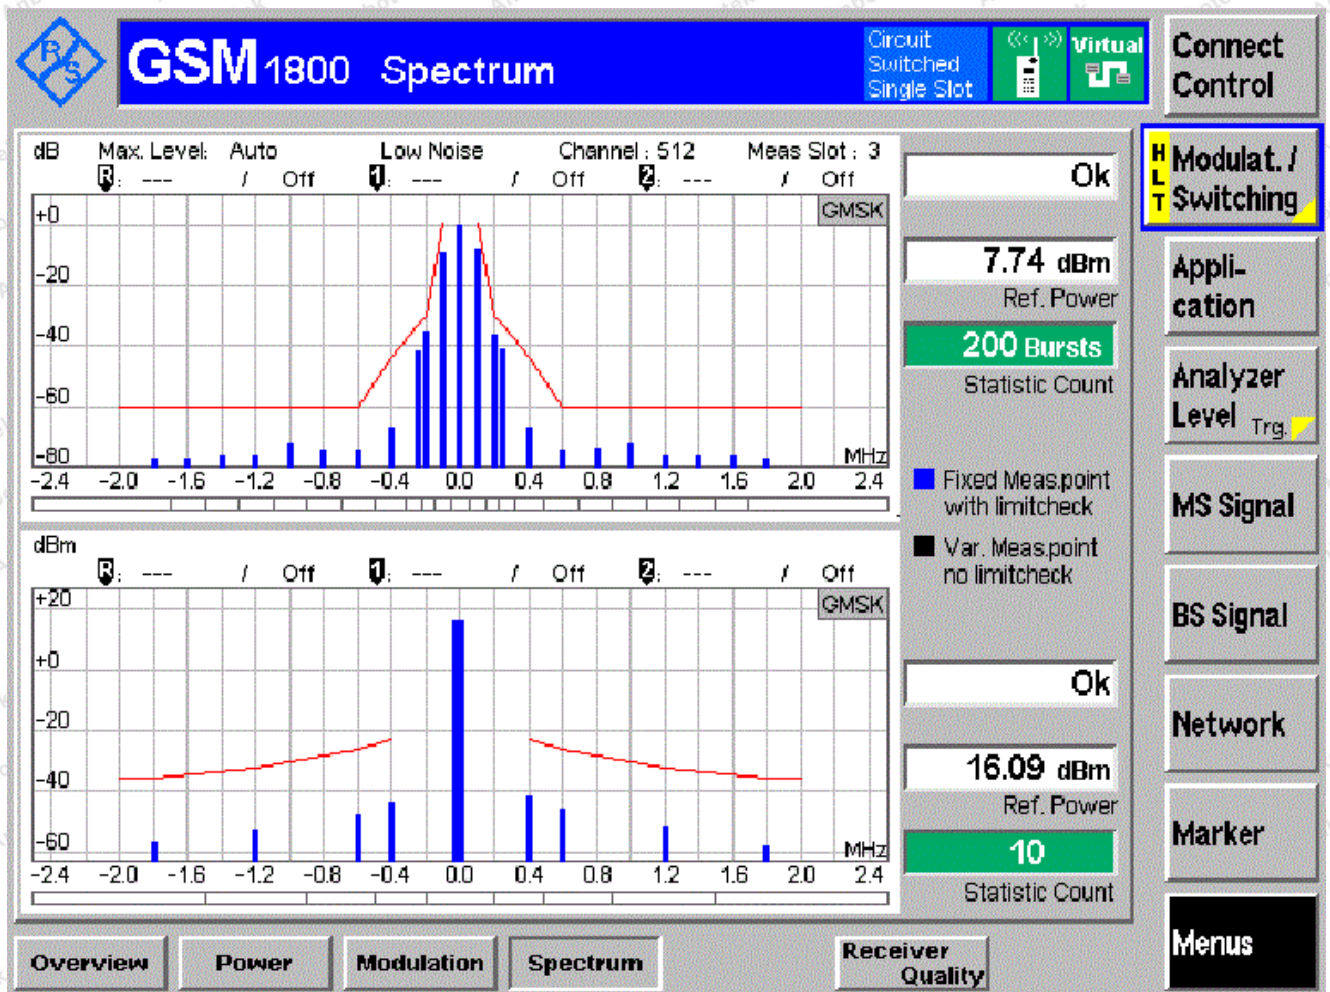 R S
GSM 1800 Spectrum
Circuit
Switched
Single Slot
Virtual
Connect
Control
dB Max. Level: Auto Low Noise Channel : 512 Meas Slot : 3
R : --- / Off 1 : --- / Off 2 : --- / Off
GMSK
+0
-20
-40
-60
-80
MHz
-2.4 -2.0 -1.6 -1.2 -0.8 -0.4 0.0 0.4 0.8 1.2 1.6 2.0 2.4
Ok
7.74 dBm
Ref. Power
200 Bursts
Statistic Count
Fixed Meas.point
with limitcheck
Var. Meas.point
no limitcheck
dBm
R : --- / Off 1 : --- / Off 2 : --- / Off
GMSK
+20
+0
-20
-40
-60
MHz
-2.4 -2.0 -1.6 -1.2 -0.8 -0.4 0.0 0.4 0.8 1.2 1.6 2.0 2.4
Ok
16.09 dBm
Ref. Power
10
Statistic Count
HLT
Modulat. /
Switching
Appli-
cation
Analyzer
Level Trg.
MS Signal
BS Signal
Network
Marker
Menus
Overview Power Modulation Spectrum
Receiver
Quality